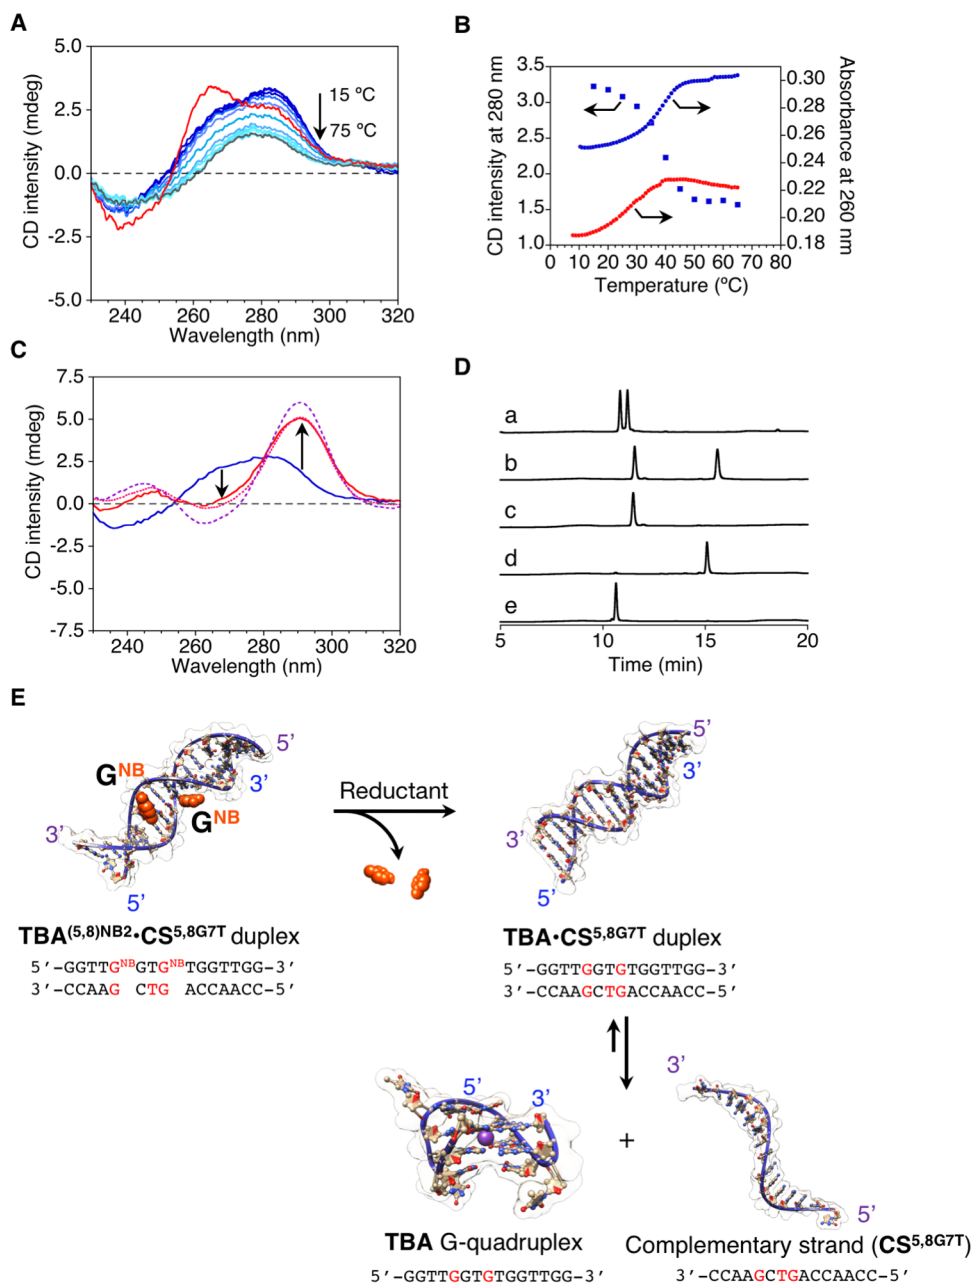 A
5.0
2.5
0.0
-2.5
-5.0
240 260 280 300 320
CD intensity (mdeg)
Wavelength (nm)
15 ºC
75 ºC
B
3.5
3.0
2.5
2.0
1.5
1.0
0.30
0.28
0.26
0.24
0.22
0.20
0.18
0 10 20 30 40 50 60 70 80
CD intensity at 280 nm
Absorbance at 260 nm
Temperature (ºC)
C
7.5
5.0
2.5
0.0
-2.5
-5.0
-7.5
240 260 280 300 320
CD intensity (mdeg)
Wavelength (nm)
D
a
b
c
d
e
5 10 15 20
Time (min)
E
5’
3’
G^NB
G^NB
3’
5’
Reductant
5’
3’
3’
5’
TBA^(5,8)NB2•CS^5,8G7T duplex
5’-GGTTG^NBGTG^NBTGGTTGG-3’
3’-CCAAG CTG ACCAACC-5’
TBA•CS^5,8G7T duplex
5’-GGTTGGTGTGGTTGG-3’
3’-CCAAGCTGACCAACC-5’
5’
3’
+
3’
5’
TBA G-quadruplex
5’-GGTTGGTGTGGTTGG-3’
Complementary strand (CS^5,8G7T)
3’-CCAAGCTGACCAACC-5’